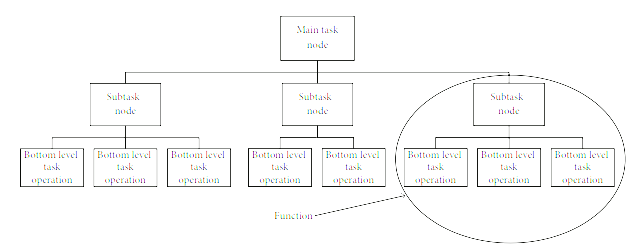 Main task
node
Subtask
node
Subtask
node
Subtask
node
Bottom level
task
operation
Bottom level
task
operation
Bottom level
task
operation
Bottom level
task
operation
Bottom level
task
operation
Bottom level
task
operation
Bottom level
task
operation
Bottom level
task
operation
Function